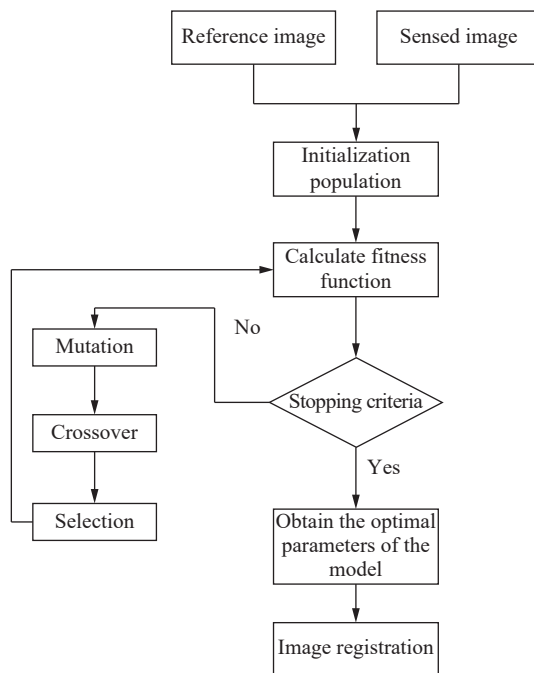 Reference image
Sensed image
Initialization
population
Calculate fitness
function
No
Mutation
Stopping criteria
Crossover
Yes
Selection
Obtain the optimal
parameters of the
model
Image registration